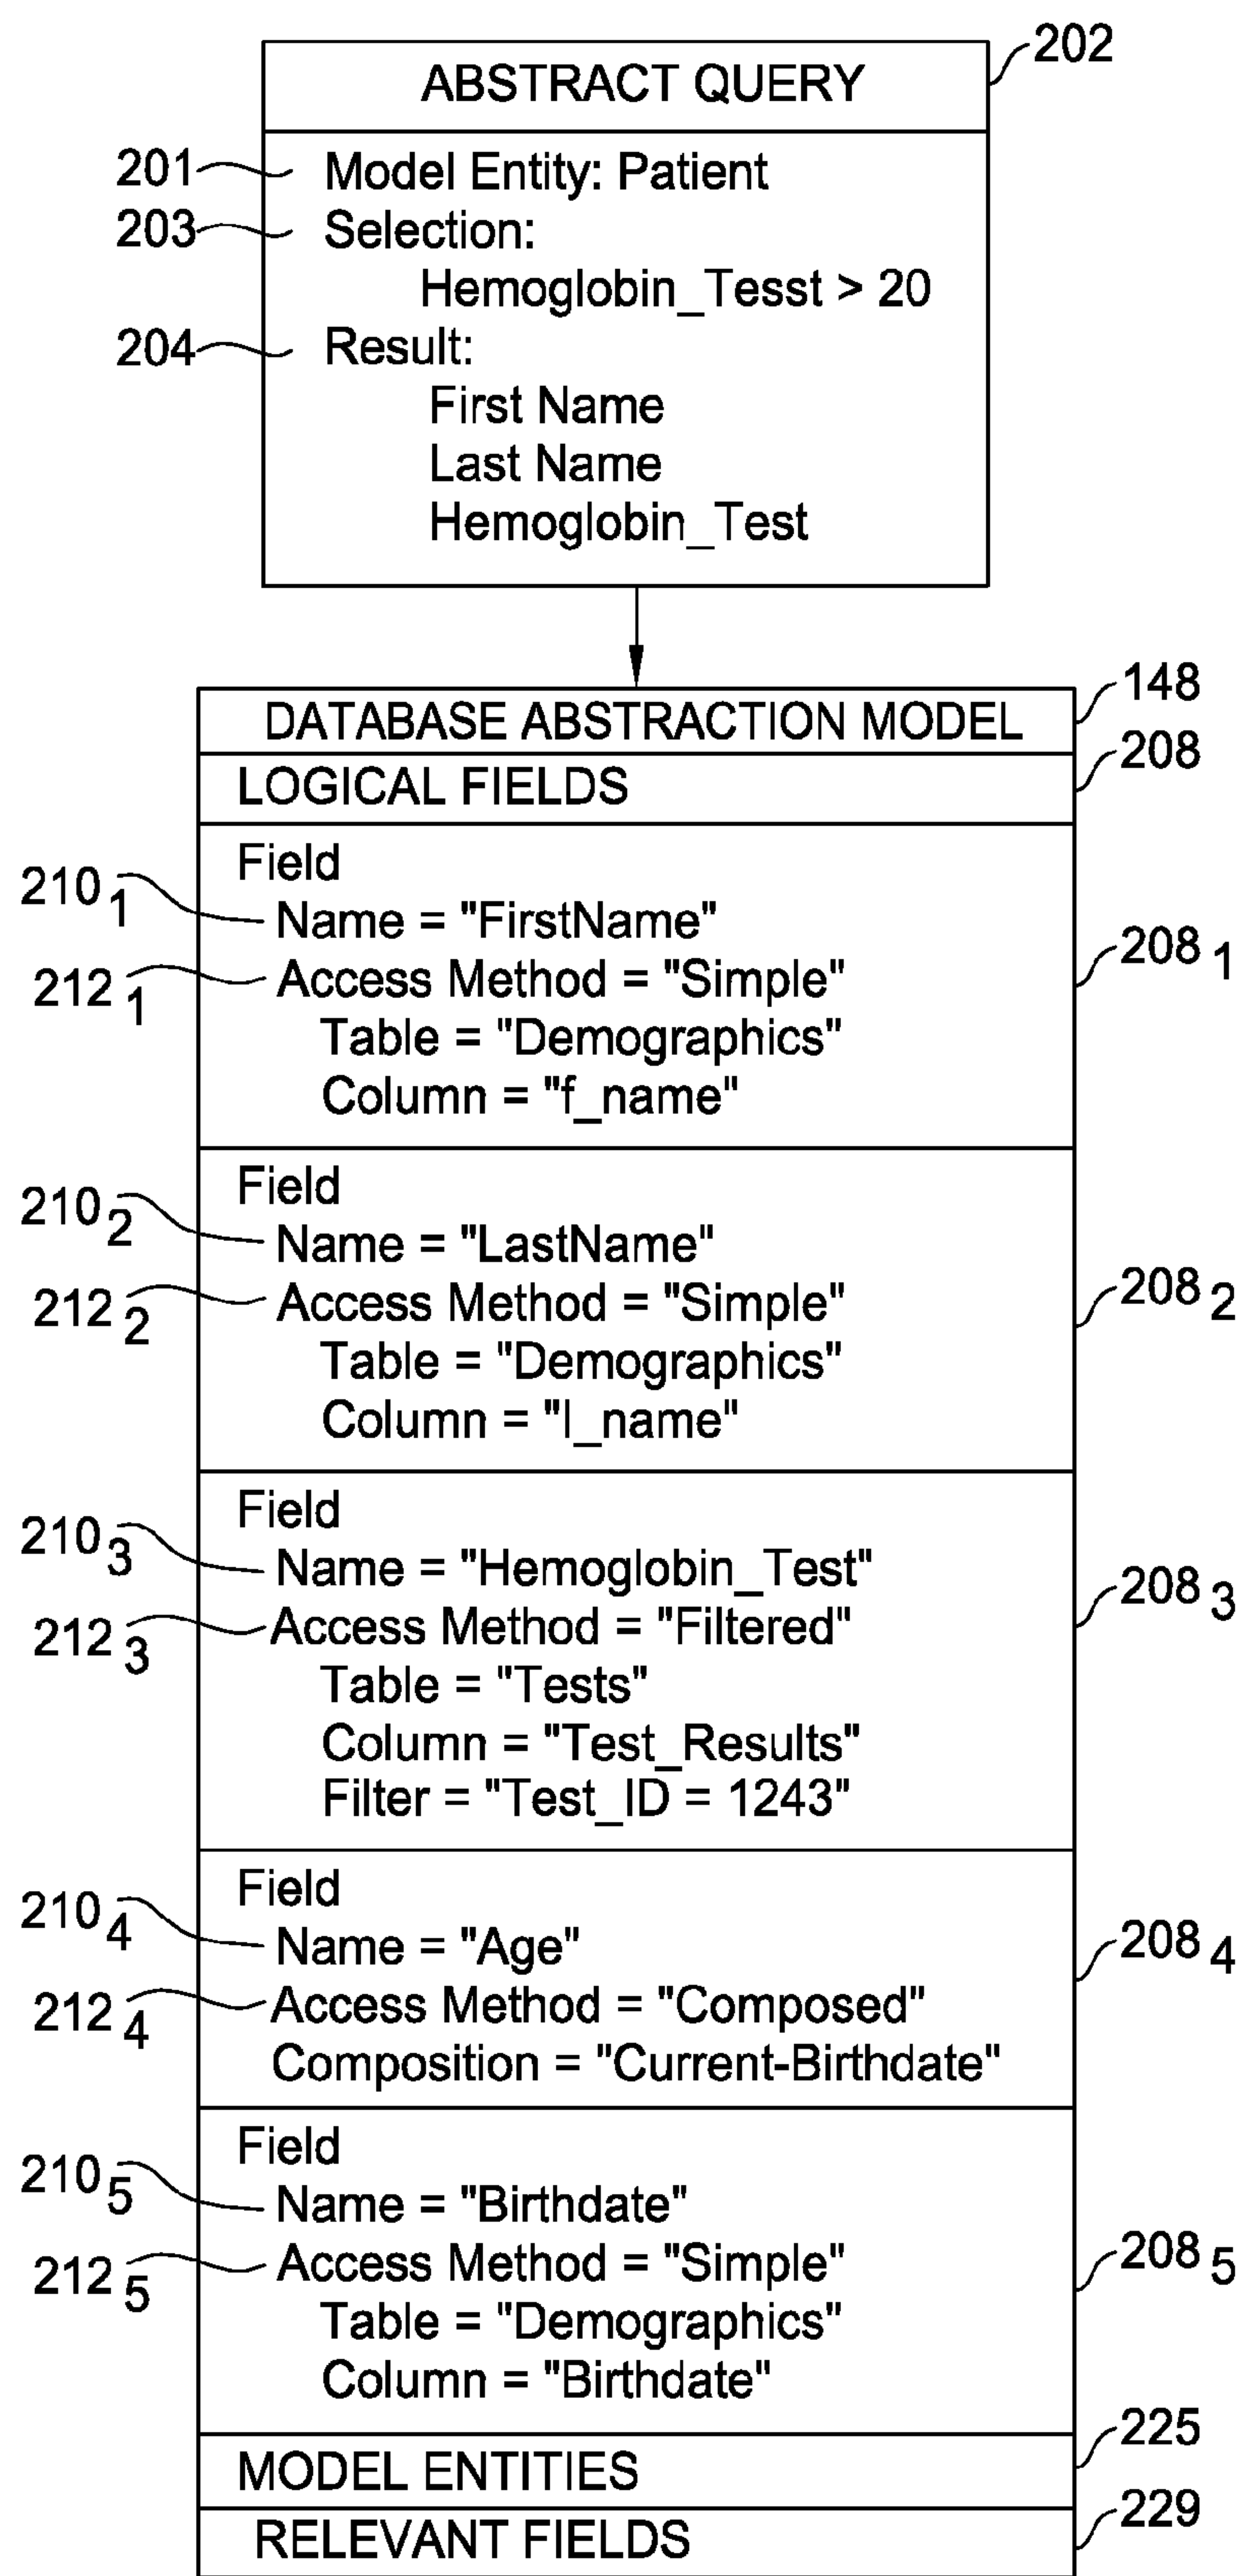 202
ABSTRACT QUERY
201 Model Entity: Patient
203 Selection:
Hemoglobin_Tesst > 20
204 Result:
First Name
Last Name
Hemoglobin_Test
DATABASE ABSTRACTION MODEL 148
LOGICAL FIELDS 208
Field
210 1 Name = "FirstName"
212 1 Access Method = "Simple" 208 1
Table = "Demographics"
Column = "f_name"
Field
210 2 Name = "LastName"
212 2 Access Method = "Simple" 208 2
Table = "Demographics"
Column = "l_name"
Field
210 3 Name = "Hemoglobin_Test"
212 3 Access Method = "Filtered" 208 3
Table = "Tests"
Column = "Test_Results"
Filter = "Test_ID = 1243"
Field
210 4 Name = "Age" 208 4
212 4 Access Method = "Composed"
Composition = "Current-Birthdate"
Field
210 5 Name = "Birthdate"
212 5 Access Method = "Simple" 208 5
Table = "Demographics"
Column = "Birthdate"
MODEL ENTITIES 225
RELEVANT FIELDS 229